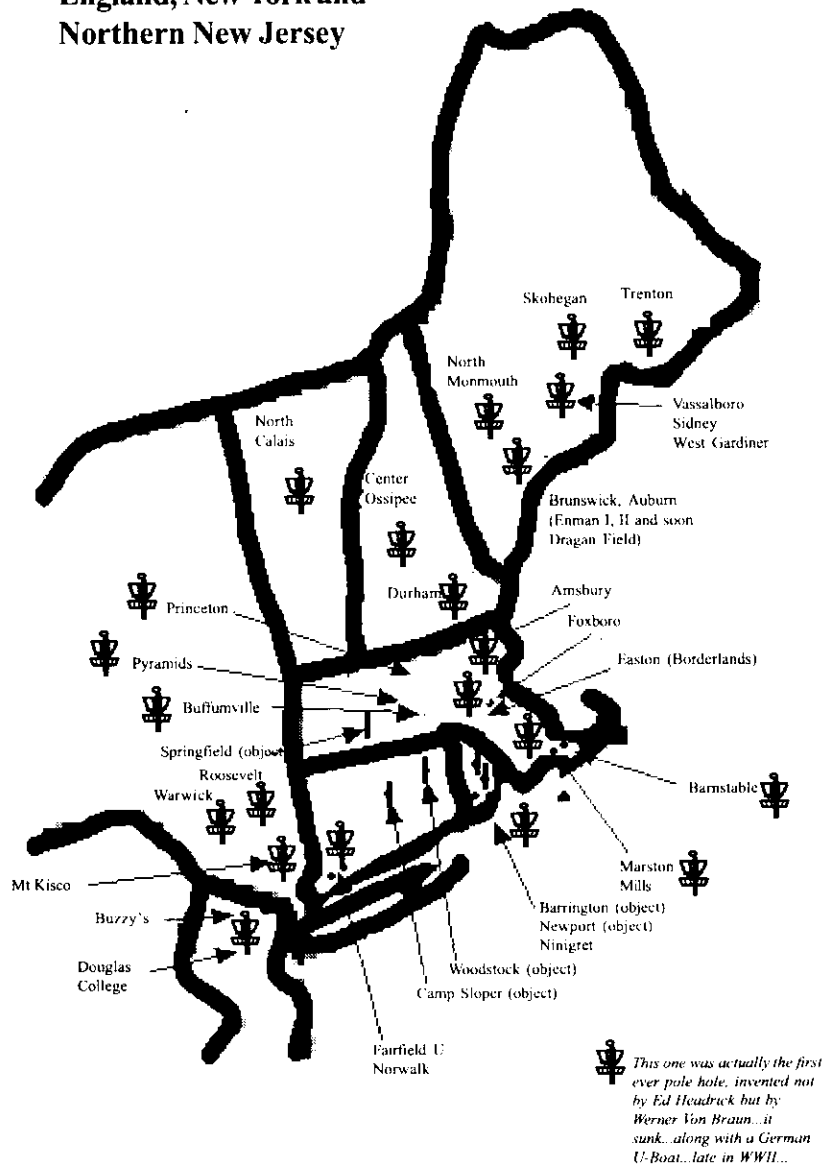 England, New York and
Northern New Jersey
Skohegan
Trenton
North
Monmouth
Vassalboro
Sidney
West Gardiner
North
Calais
Center
Ossipee
Brunswick, Auburn
(Enman I, II and soon
Dragan Field)
Durham
Amsbury
Princeton
Foxboro
Pyramids
Easton (Borderlands)
Buffumville
Springfield (object)
Roosevelt
Warwick
Barnstable
Mt Kisco
Marston
Mills
Buzzy's
Barrington (object)
Newport (object)
Ninigret
Douglas
College
Woodstock (object)
Camp Sloper (object)
Fairfield U
Norwalk
This one was actually the first
ever pole hole, invented not
by Ed Headrick but by
Werner Von Braun...it
sunk...along with a German
U-Boat...late in WWII...